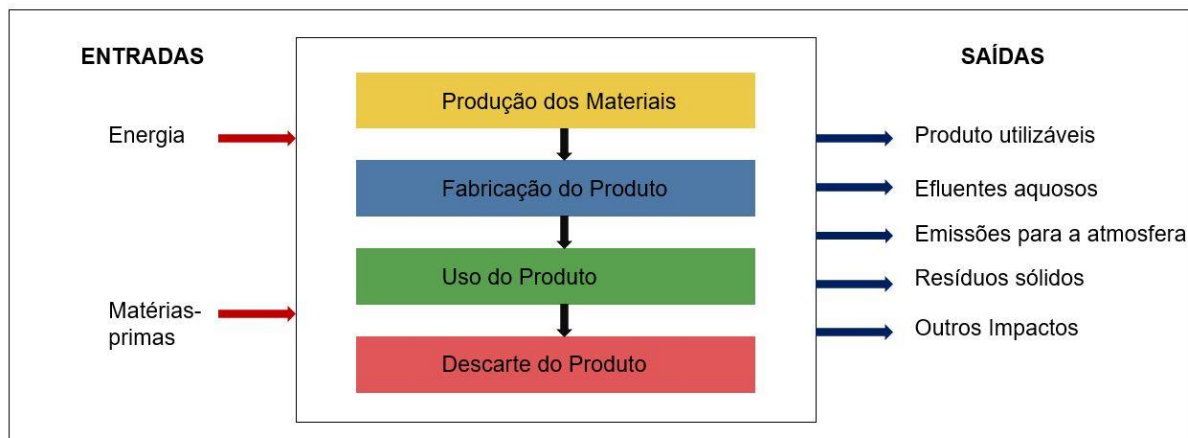 ENTRADAS
Energia
Matérias-
primas
Produção dos Materiais
Fabricação do Produto
Uso do Produto
Descarte do Produto
SAÍDAS
Produto utilizáveis
Efluentes aquosos
Emissões para a atmosfera
Resíduos sólidos
Outros Impactos